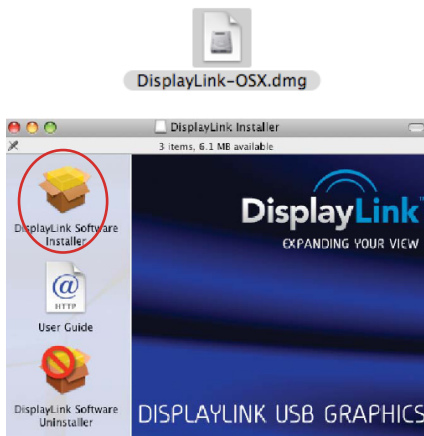 DisplayLink-OSX.dmg
DisplayLink Installer
3 items, 6.1 MB available
DisplayLink Software
Installer
HTTP
User Guide
DisplayLink Software
Uninstaller
DisplayLink
EXPANDING YOUR VIEW
DISPLAYLINK USB GRAPHICS